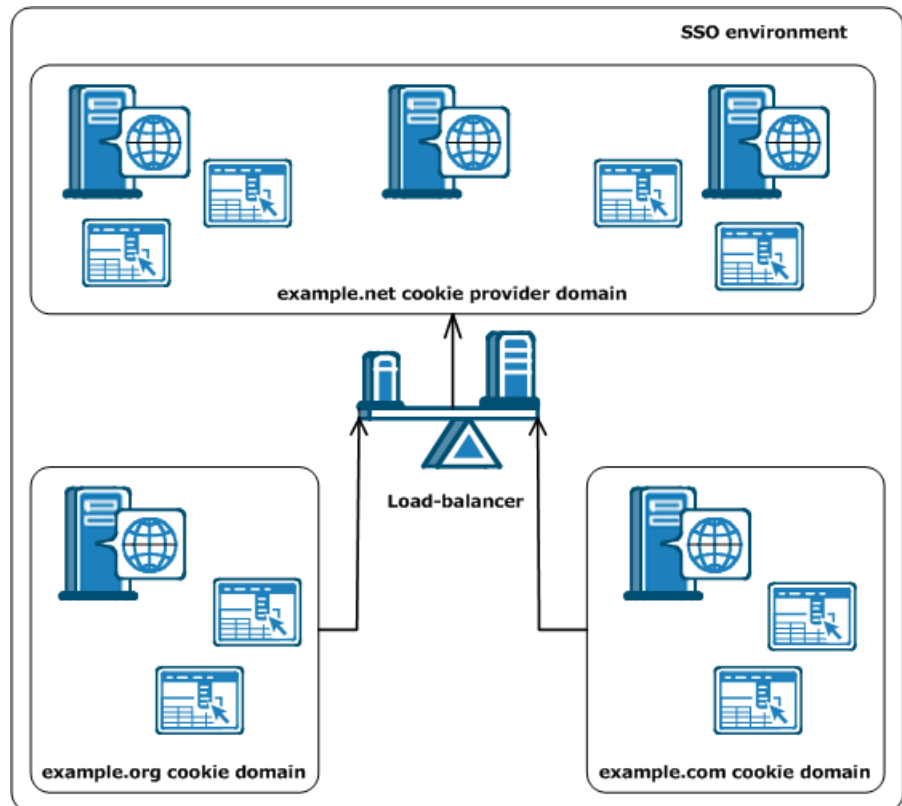 SSO environment
example.net cookie provider domain
Load-balancer
example.org cookie domain
example.com cookie domain